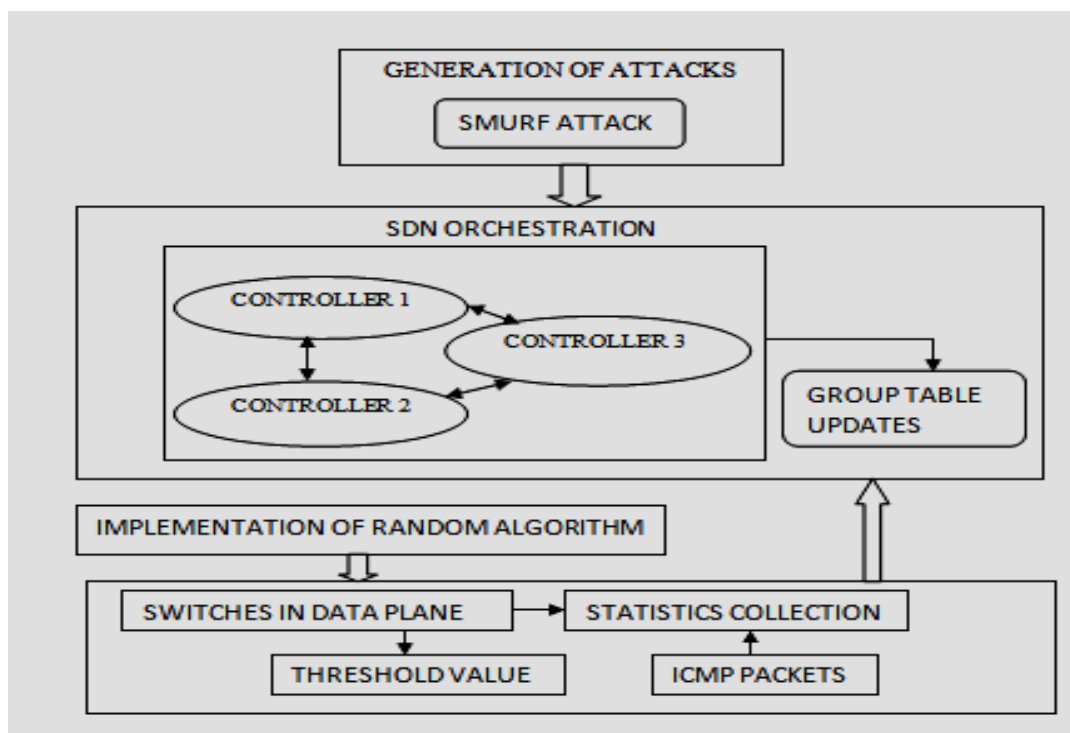 GENERATION OF ATTACKS
SMURF ATTACK
SDN ORCHESTRATION
CONTROLLER 1
CONTROLLER 3
CONTROLLER 2
GROUP TABLE
UPDATES
IMPLEMENTATION OF RANDOM ALGORITHM
SWITCHES IN DATA PLANE
STATISTICS COLLECTION
THRESHOLD VALUE
ICMP PACKETS